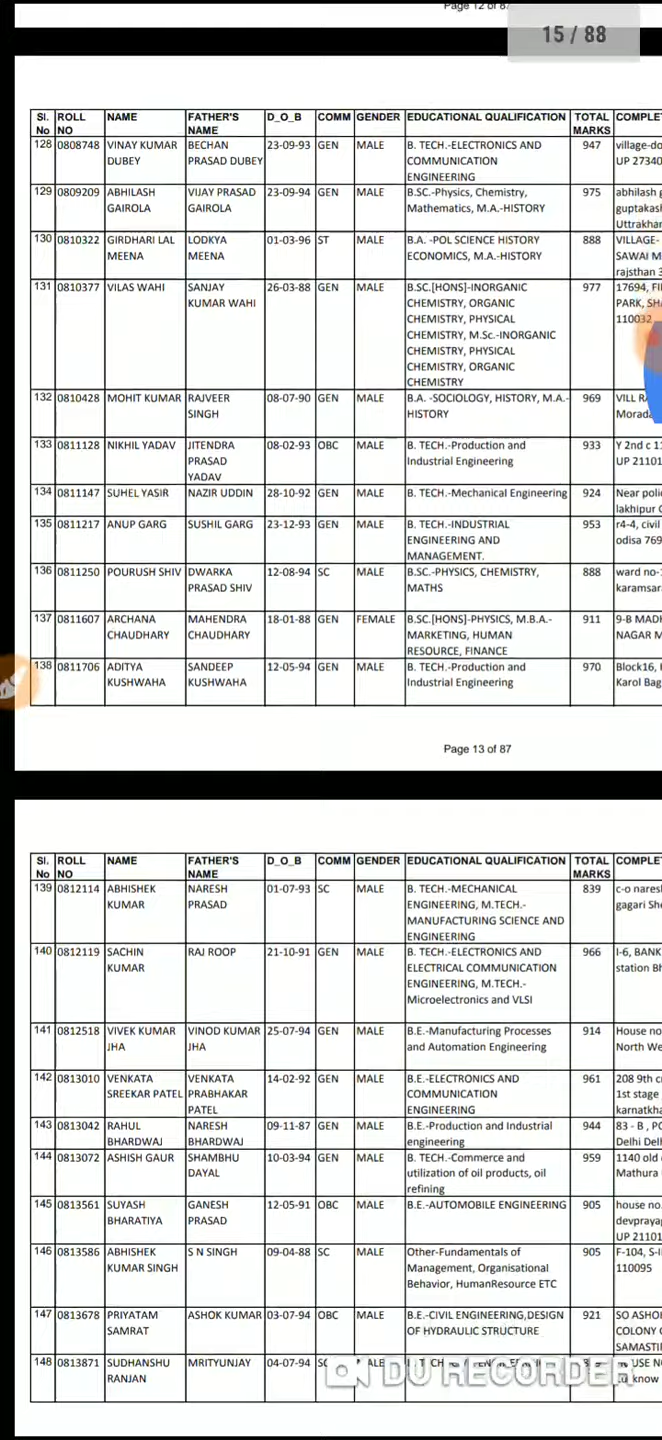 Page 12 of 87
15 / 88
SI. No ROLL NO NAME FATHER'S NAME D_O_B COMM GENDER EDUCATIONAL QUALIFICATION TOTAL MARKS COMPLET
128 0808748 VINAY KUMAR BECHAN 23-09-93 GEN MALE B. TECH.-ELECTRONICS AND 947 village-do
DUBEY PRASAD DUBEY COMMUNICATION UP 27340
ENGINEERING
129 0809209 ABHILASH VIJAY PRASAD 23-09-94 GEN MALE B.SC.-Physics, Chemistry, 975 abhilash g
GAIROLA GAIROLA Mathematics, M.A.-HISTORY guptakash
Uttrakhan
130 0810322 GIRDHARI LAL LODKYA 01-03-96 ST MALE B.A. -POL SCIENCE HISTORY 888 VILLAGE-
MEENA MEENA ECONOMICS, M.A.-HISTORY SAWAI M
rajsthan 3
131 0810377 VILAS WAHI SANJAY 26-03-88 GEN MALE B.SC.[HONS]-INORGANIC 977 17694, FI
KUMAR WAHI CHEMISTRY, ORGANIC PARK, SHA
CHEMISTRY, PHYSICAL 110032
CHEMISTRY, M.Sc.-INORGANIC
CHEMISTRY, PHYSICAL
CHEMISTRY, ORGANIC
CHEMISTRY
132 0810428 MOHIT KUMAR RAJVEER 08-07-90 GEN MALE B.A. -SOCIOLOGY, HISTORY, M.A.- 969 VILL RA
SINGH HISTORY Morada
133 0811128 NIKHIL YADAV JITENDRA 08-02-93 OBC MALE B. TECH.-Production and 933 Y 2nd c 11
PRASAD Industrial Engineering UP 21101
YADAV
134 0811147 SUHEL YASIR NAZIR UDDIN 28-10-92 GEN MALE B. TECH.-Mechanical Engineering 924 Near polic
lakhipur
135 0811217 ANUP GARG SUSHIL GARG 23-12-93 GEN MALE B. TECH.-INDUSTRIAL 953 r4-4, civil
ENGINEERING AND odisa 769
MANAGEMENT.
136 0811250 POURUSH SHIV DWARKA 12-08-94 SC MALE B.SC.-PHYSICS, CHEMISTRY, 888 ward no-1
PRASAD SHIV MATHS karamsar
137 0811607 ARCHANA MAHENDRA 18-01-88 GEN FEMALE B.SC.[HONS]-PHYSICS, M.B.A.- 911 9-B MADH
CHAUDHARY CHAUDHARY MARKETING, HUMAN NAGAR M
RESOURCE, FINANCE
138 0811706 ADITYA SANDEEP 12-05-94 GEN MALE B. TECH.-Production and 970 Block16,
KUSHWAHA KUSHWAHA Industrial Engineering Karol Bag
Page 13 of 87
SI. No ROLL NO NAME FATHER'S NAME D_O_B COMM GENDER EDUCATIONAL QUALIFICATION TOTAL MARKS COMPLET
139 0812114 ABHISHEK NARESH 01-07-93 SC MALE B. TECH.-MECHANICAL 839 c-o naresh
KUMAR PRASAD ENGINEERING, M.TECH.- gagari She
MANUFACTURING SCIENCE AND
ENGINEERING
140 0812119 SACHIN RAJ ROOP 21-10-91 GEN MALE B. TECH.-ELECTRONICS AND 966 I-6, BANK
KUMAR ELECTRICAL COMMUNICATION station Bh
ENGINEERING, M.TECH.-
Microelectronics and VLSI
141 0812518 VIVEK KUMAR VINOD KUMAR 25-07-94 GEN MALE B.E.-Manufacturing Processes 914 House no
JHA JHA and Automation Engineering North We
142 0813010 VENKATA VENKATA 14-02-92 GEN MALE B.E.-ELECTRONICS AND 961 208 9th cr
SREEKAR PATEL PRABHAKAR COMMUNICATION 1st stage
PATEL ENGINEERING karnatkha
143 0813042 RAHUL NARESH 09-11-87 GEN MALE B.E.-Production and Industrial 944 83 - B , PO
BHARDWAJ BHARDWAJ engineering Delhi Delh
144 0813072 ASHISH GAUR SHAMBHU 10-03-94 GEN MALE B. TECH.-Commerce and 959 1140 old
DAYAL utilization of oil products, oil Mathura
refining
145 0813561 SUYASH GANESH 12-05-91 OBC MALE B.E.-AUTOMOBILE ENGINEERING 905 house no.
BHARATIYA PRASAD devprayag
UP 21101
146 0813586 ABHISHEK S N SINGH 09-04-88 SC MALE Other-Fundamentals of 905 F-104, S-I
KUMAR SINGH Management, Organisational 110095
Behavior, HumanResource ETC
147 0813678 PRIYATAM ASHOK KUMAR 03-07-94 OBC MALE B.E.-CIVIL ENGINEERING,DESIGN 921 SO ASHOK
SAMRAT OF HYDRAULIC STRUCTURE COLONY
SAMASTIP
148 0813871 SUDHANSHU MRITYUNJAY 04-07-94 SC MALE HOUSE NO
RANJAN know
DU RECORDER